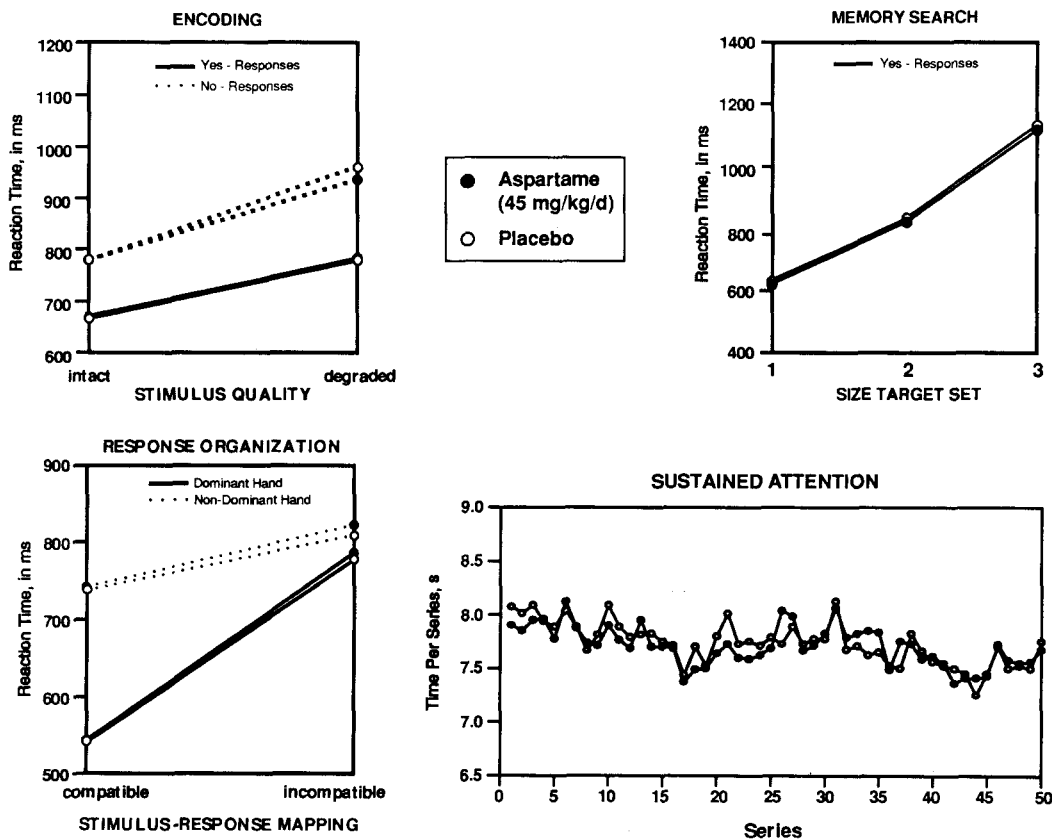 ENCODING
1200
1100
1000
900
800
700
600
Reaction Time, in ms
Yes - Responses
No - Responses
intact
degraded
STIMULUS QUALITY
Aspartame
(45 mg/kg/d)
Placebo
MEMORY SEARCH
1400
1200
1000
800
600
400
Reaction Time, in ms
Yes - Responses
1 2 3
SIZE TARGET SET
RESPONSE ORGANIZATION
900
800
700
600
500
Reaction Time, in ms
Dominant Hand
Non-Dominant Hand
compatible
incompatible
STIMULUS-RESPONSE MAPPING
SUSTAINED ATTENTION
9.0
8.5
8.0
7.5
7.0
6.5
Time Per Series, s
0 5 10 15 20 25 30 35 40 45 50
Series